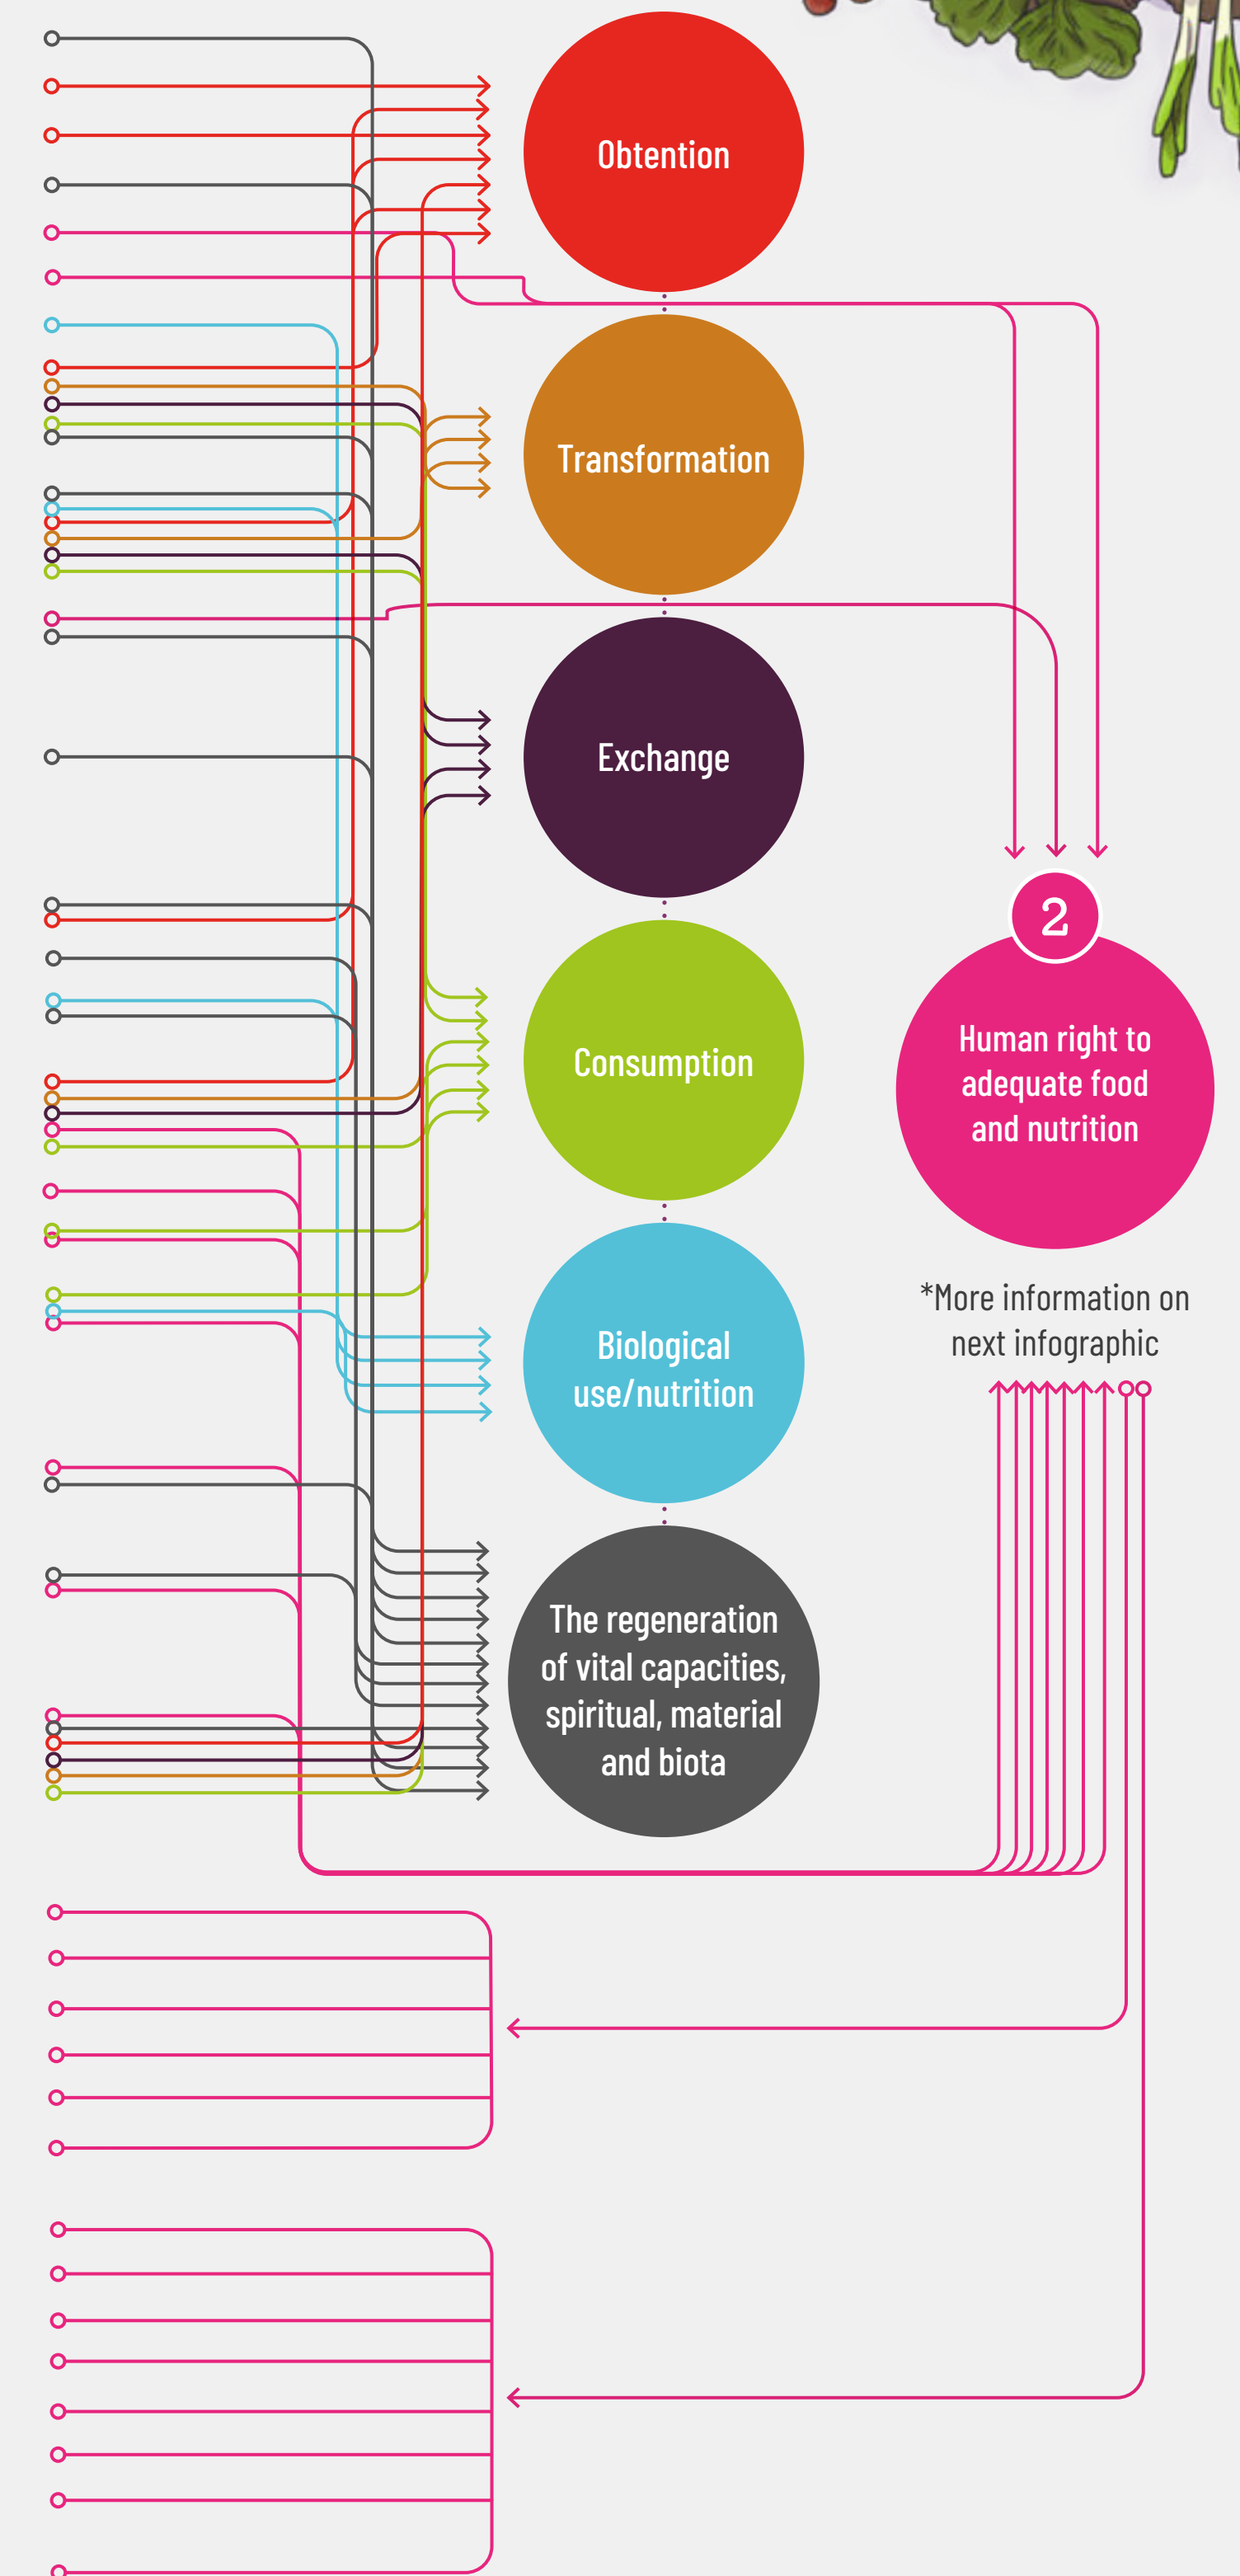 Obtention
Transformation
Exchange
Consumption
2
Human right to
adequate food
and nutrition
*More information on
next infographic
Biological
use/nutrition
The regeneration
of vital capacities,
spiritual, material
and biota